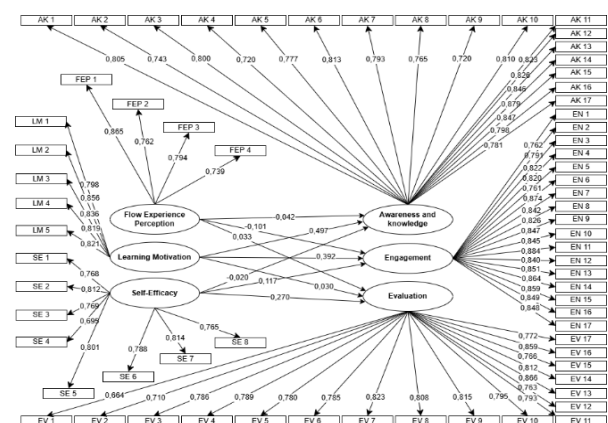 AK 1 AK 2 AK 3 AK 4 AK 5 AK 6 AK 7 AK 8 AK 9 AK 10 AK 11
AK 12
AK 13
AK 14
AK 15
AK 16
AK 17
0,805 0,743 0,800 0,720 0,777 0,813 0,793 0,765 0,720 0,810 0,823
0,826
0,846
0,879
0,847
0,798
0,781
FEP 1
FEP 2
FEP 3
FEP 4
0,865
0,762
0,794
0,739
LM 1
LM 2
LM 3
LM 4
LM 5
0,798
0,856
0,836
0,819
0,821
SE 1
SE 2
SE 3
SE 4
SE 5
SE 6
SE 7
SE 8
0,768
0,812
0,769
0,695
0,801
0,788
0,814
0,765
Flow Experience
Perception
Learning Motivation
Self-Efficacy
-0,042
-0,101
0,033
0,497
0,392
0,030
-0,020
0,117
0,270
Awareness and
knowledge
Engagement
Evaluation
EN 1
EN 2
EN 3
EN 4
EN 5
EN 6
EN 7
EN 8
EN 9
EN 10
EN 11
EN 12
EN 13
EN 14
EN 15
EN 16
EN 17
0,762
0,791
0,822
0,820
0,761
0,874
0,842
0,826
0,847
0,845
0,884
0,840
0,851
0,864
0,859
0,849
0,848
EV 17
EV 16
EV 15
EV 14
EV 13
EV 12
0,772
0,859
0,766
0,812
0,866
0,763
0,793
0,664 0,710 0,786 0,789 0,780 0,785 0,823 0,808 0,815 0,795
EV 1 EV 2 EV 3 EV 4 EV 5 EV 6 EV 7 EV 8 EV 9 EV 10 EV 11